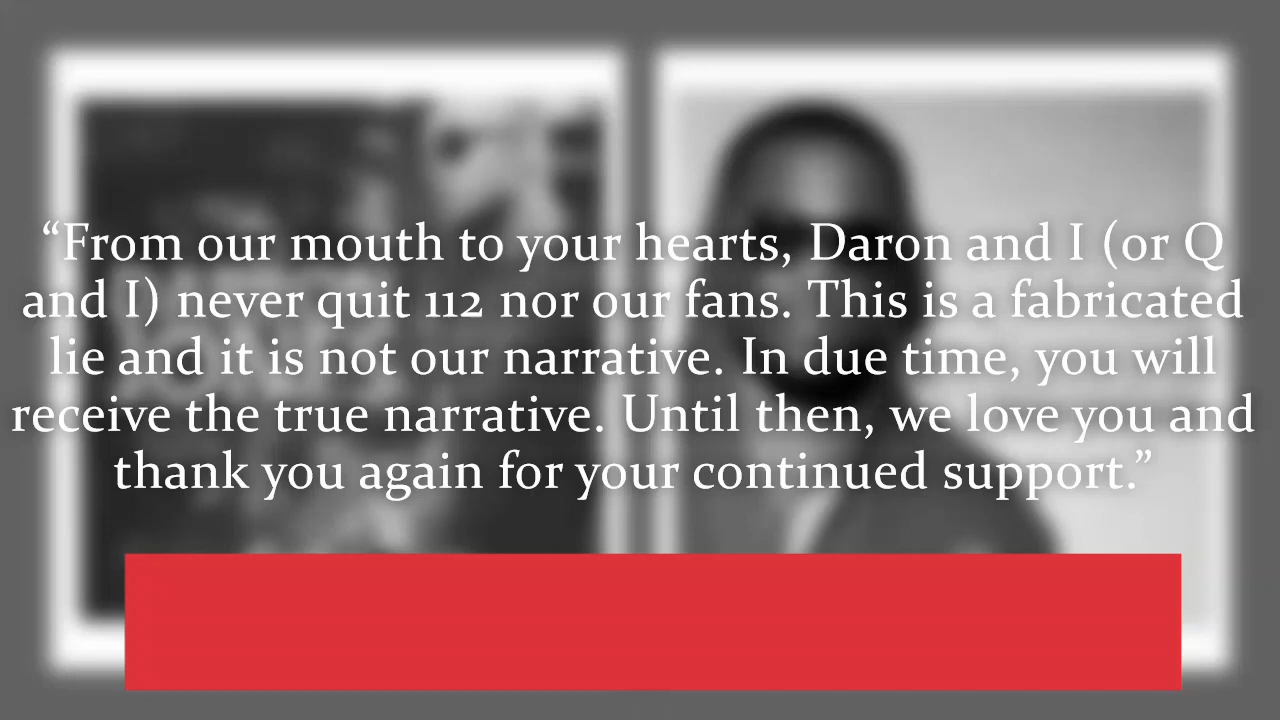 “From our mouth to your hearts, Daron and I (or Q
and I) never quit 112 nor our fans. This is a fabricated
lie and it is not our narrative. In due time, you will
receive the true narrative. Until then, we love you and
thank you again for your continued support.”